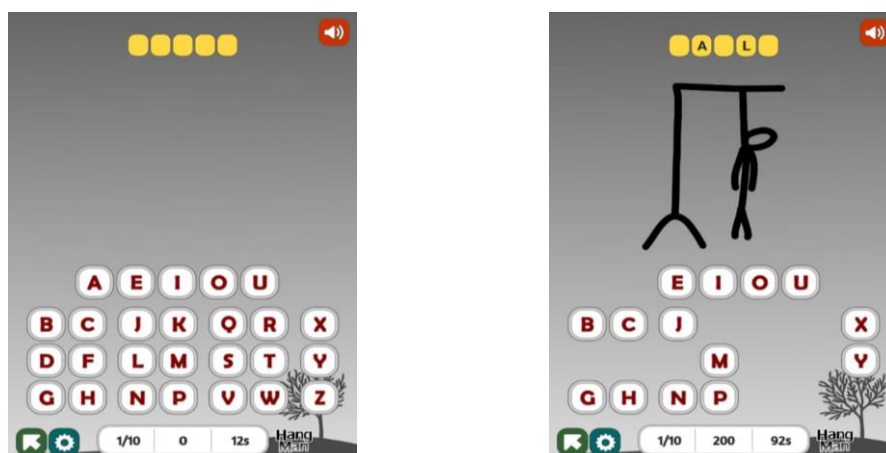 A L
A E I O U
E I O U
B C J K Q R X
B C J X
D F L M S T Y
M Y
G H N P V W Z
G H N P
1/10 0 12s Hang
Man
1/10 200 92s Hang
Man